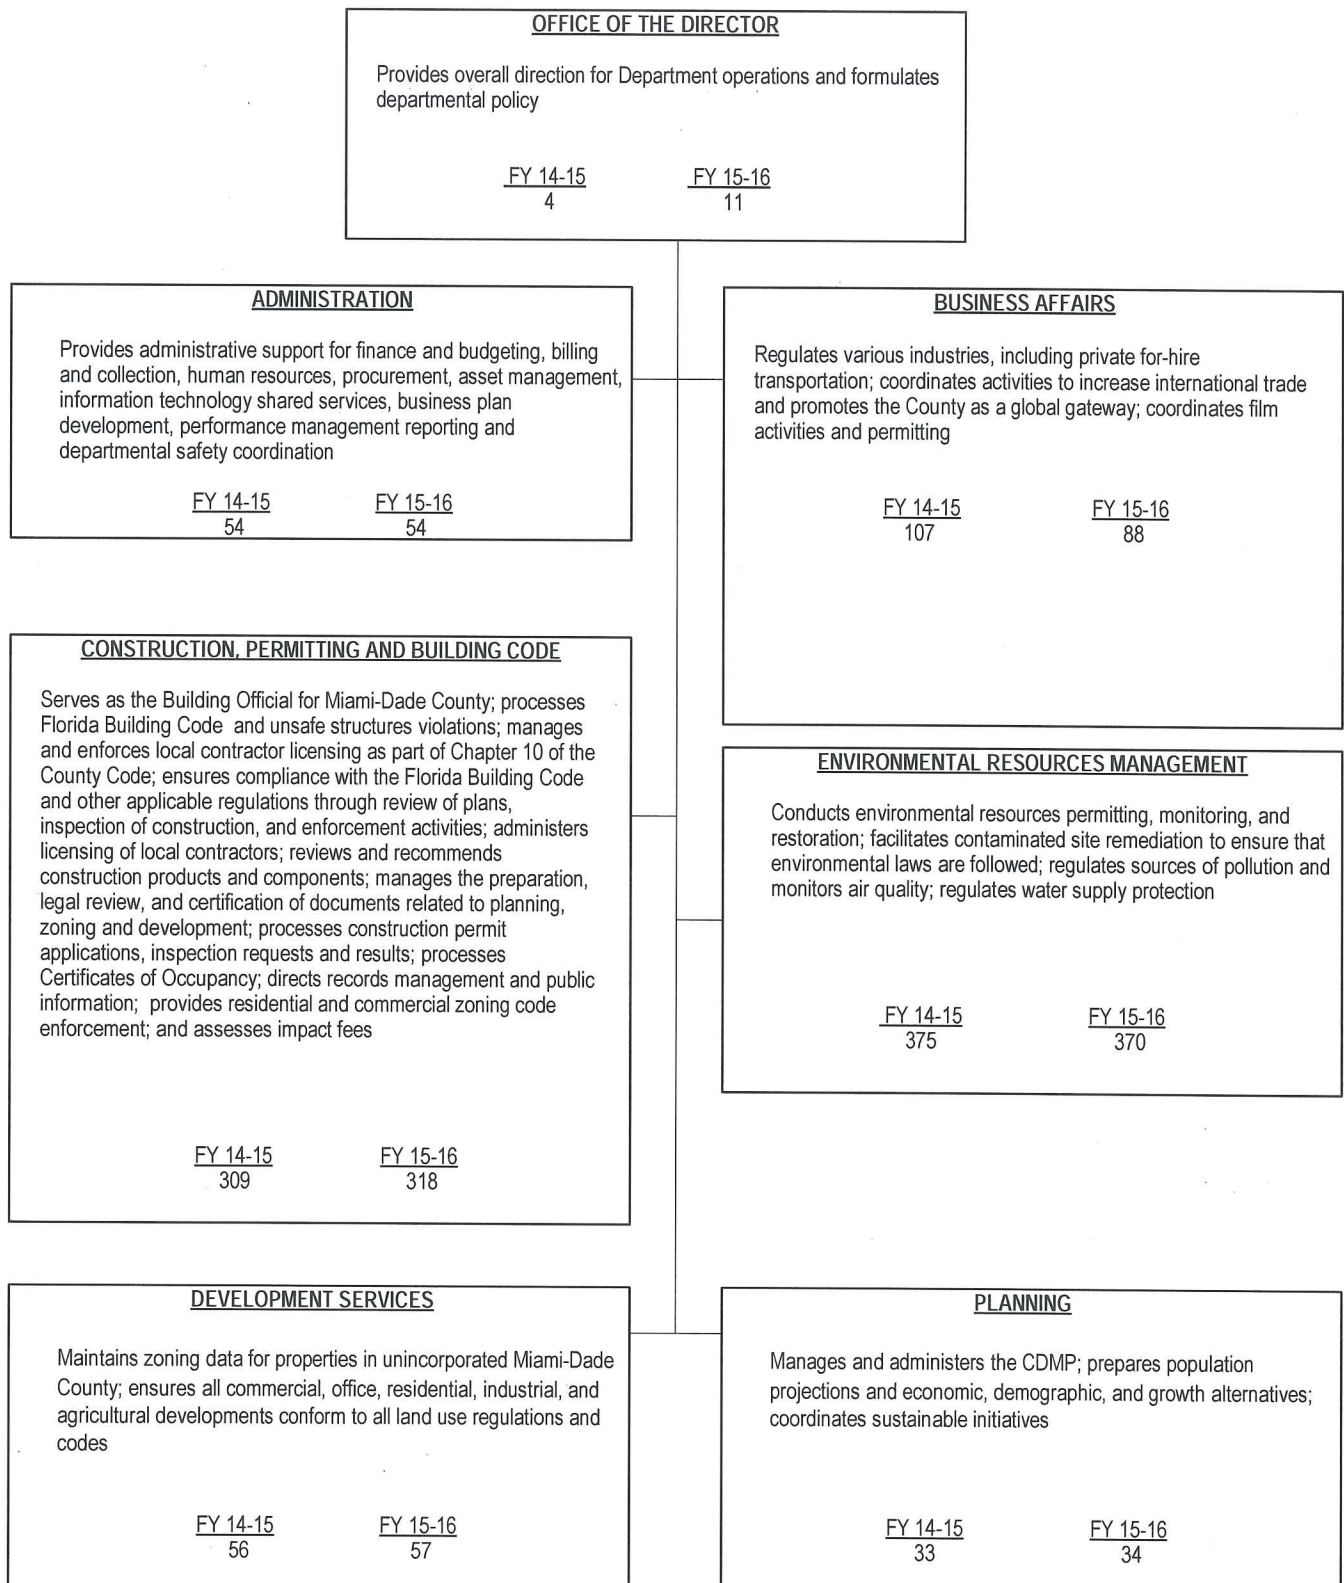 OFFICE OF THE DIRECTOR
Provides overall direction for Department operations and formulates
departmental policy
FY 14-15 FY 15-16
4 11
ADMINISTRATION
Provides administrative support for finance and budgeting, billing
and collection, human resources, procurement, asset management,
information technology shared services, business plan
development, performance management reporting and
departmental safety coordination
FY 14-15 FY 15-16
54 54
BUSINESS AFFAIRS
Regulates various industries, including private for-hire
transportation; coordinates activities to increase international trade
and promotes the County as a global gateway; coordinates film
activities and permitting
FY 14-15 FY 15-16
107 88
CONSTRUCTION, PERMITTING AND BUILDING CODE
Serves as the Building Official for Miami-Dade County; processes
Florida Building Code and unsafe structures violations; manages
and enforces local contractor licensing as part of Chapter 10 of the
County Code; ensures compliance with the Florida Building Code
and other applicable regulations through review of plans,
inspection of construction, and enforcement activities; administers
licensing of local contractors; reviews and recommends
construction products and components; manages the preparation,
legal review, and certification of documents related to planning,
zoning and development; processes construction permit
applications, inspection requests and results; processes
Certificates of Occupancy; directs records management and public
information; provides residential and commercial zoning code
enforcement; and assesses impact fees
FY 14-15 FY 15-16
309 318
ENVIRONMENTAL RESOURCES MANAGEMENT
Conducts environmental resources permitting, monitoring, and
restoration; facilitates contaminated site remediation to ensure that
environmental laws are followed; regulates sources of pollution and
monitors air quality; regulates water supply protection
FY 14-15 FY 15-16
375 370
DEVELOPMENT SERVICES
Maintains zoning data for properties in unincorporated Miami-Dade
County; ensures all commercial, office, residential, industrial, and
agricultural developments conform to all land use regulations and
codes
FY 14-15 FY 15-16
56 57
PLANNING
Manages and administers the CDMP; prepares population
projections and economic, demographic, and growth alternatives;
coordinates sustainable initiatives
FY 14-15 FY 15-16
33 34